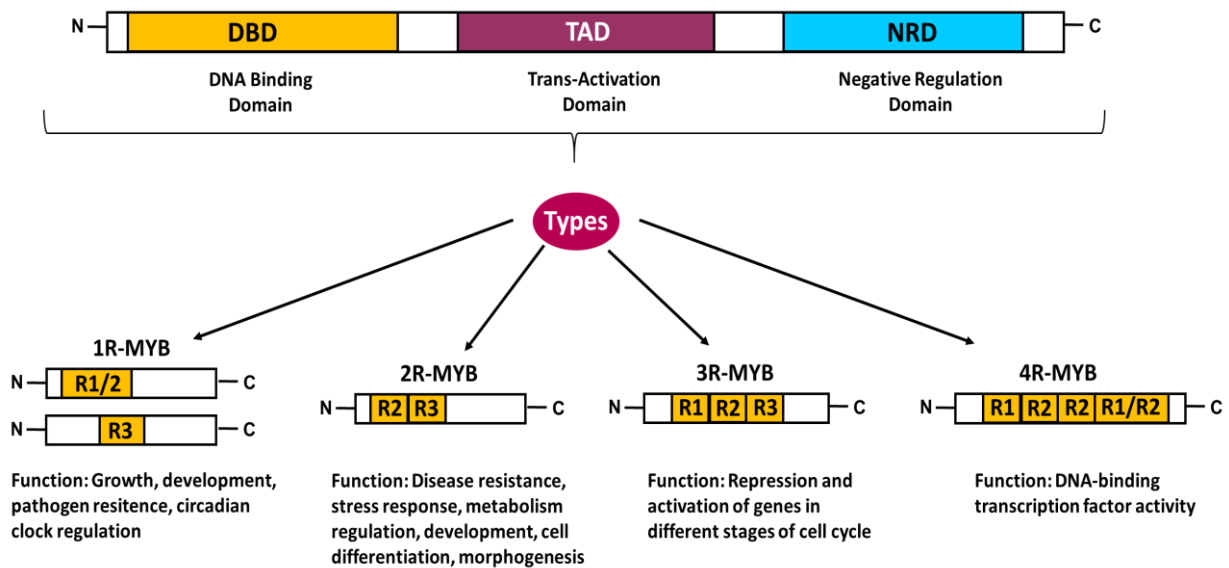 N
DBD
TAD
NRD
C
DNA Binding
Domain
Trans-Activation
Domain
Negative Regulation
Domain
Types
1R-MYB
N
R1/2
C
N
R3
C
Function: Growth, development,
pathogen resitence, circadian
clock regulation
2R-MYB
N
R2
R3
C
Function: Disease resistance,
stress response, metabolism
regulation, development, cell
differentiation, morphogenesis
3R-MYB
N
R1
R2
R3
C
Function: Repression and
activation of genes in
different stages of cell cycle
4R-MYB
N
R1
R2
R2
R1/R2
C
Function: DNA-binding
transcription factor activity